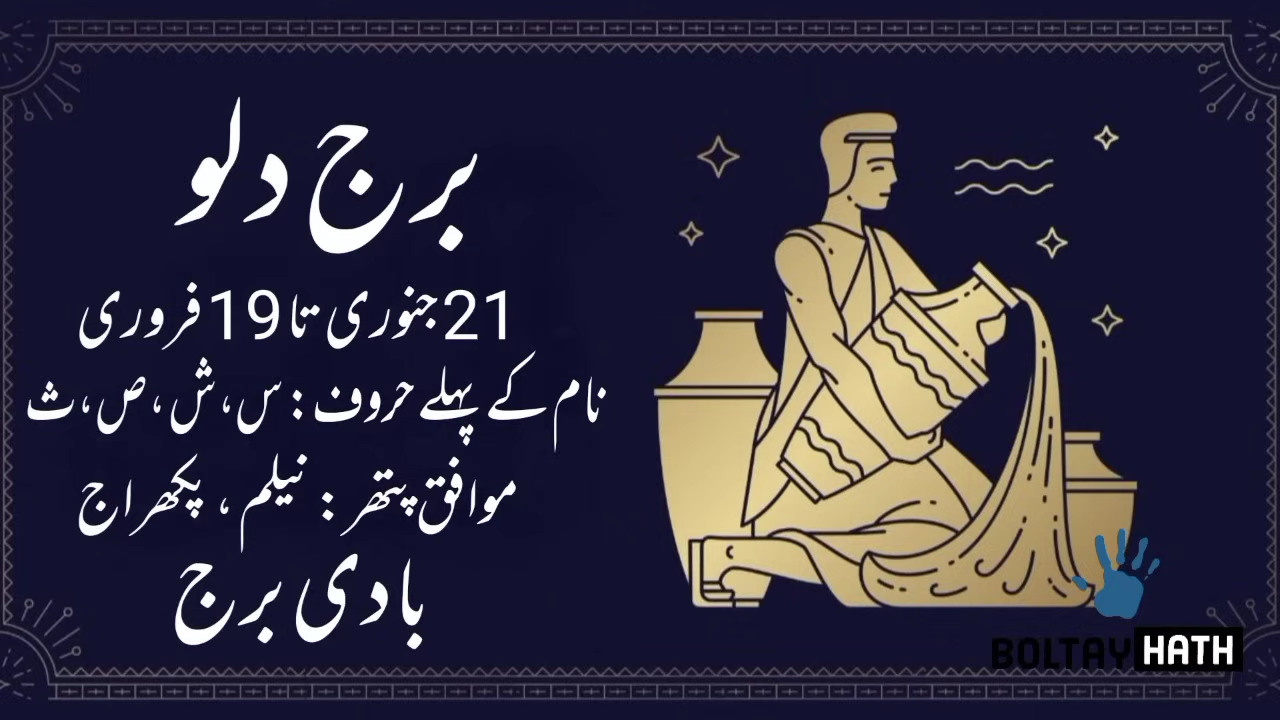 برج دلو
21 جنوری تا 19 فروری
نام کے پہلے حروف : س، ش، ص، ث
موافق پتھر : نیلم ، پکھراج
بادی برج
BOLTAY HATH